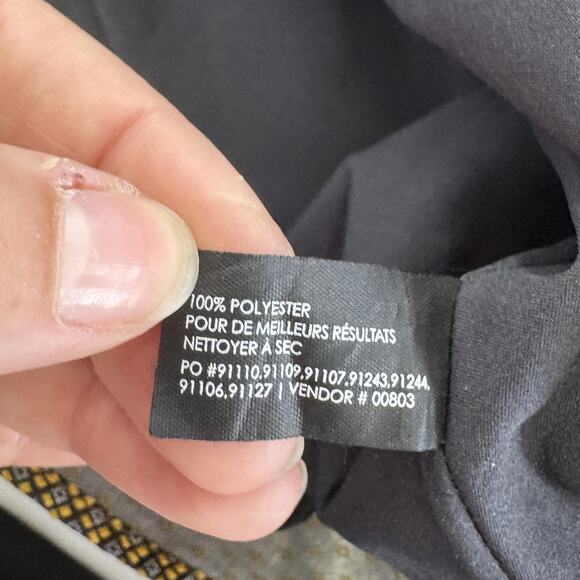 100% POLYESTER
POUR DE MEILLEURS RÉSULTATS
NETTOYER À SEC
PO #91110,91109,91107,91243,91244,
91106,91127 | VENDOR # 00803